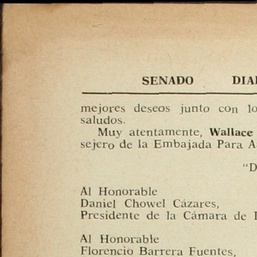 SENADO DIA
mejores deseos junto con lo
saludos.
Muy atentamente, Wallace
sejero de la Embajada Para A
"D
Al Honorable
Daniel Chowel Cázares,
Presidente de la Cámara de D
Al Honorable
Florencio Barrera Fuentes,